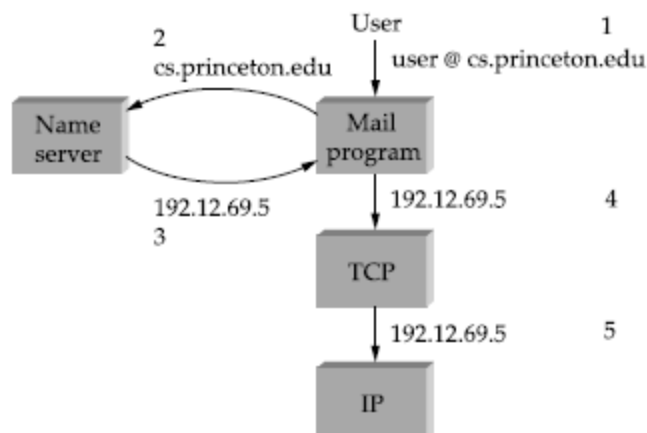 User
1
2
user @ cs.princeton.edu
cs.princeton.edu
Name
server
Mail
program
192.12.69.5
3
192.12.69.5
4
TCP
192.12.69.5
5
IP